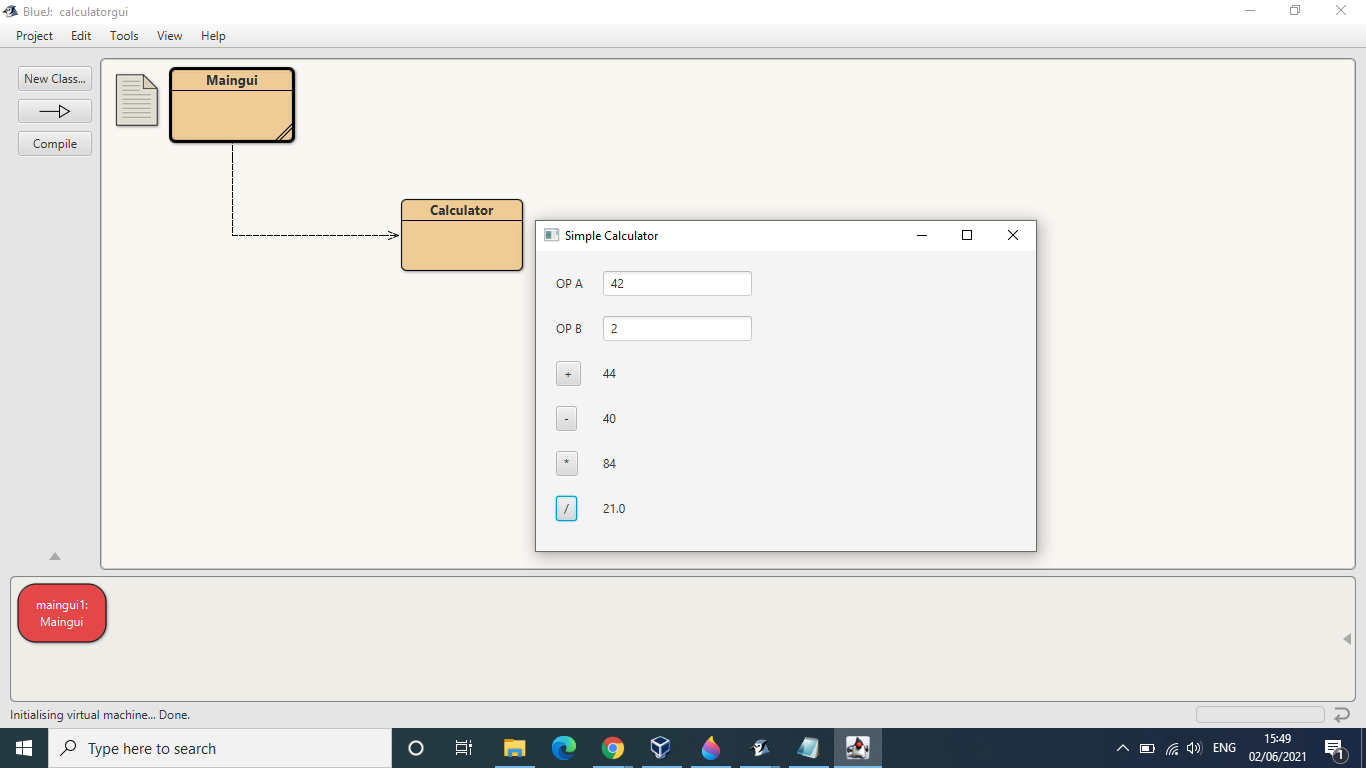 BlueJ: calculatorgui
Project Edit Tools View Help
New Class...
Compile
Maingui
Calculator
Simple Calculator
OP A 42
OP B 2
+ 44
- 40
* 84
/ 21.0
maingui1:
Maingui
Initialising virtual machine... Done.
Type here to search
ENG
15:49
02/06/2021
1